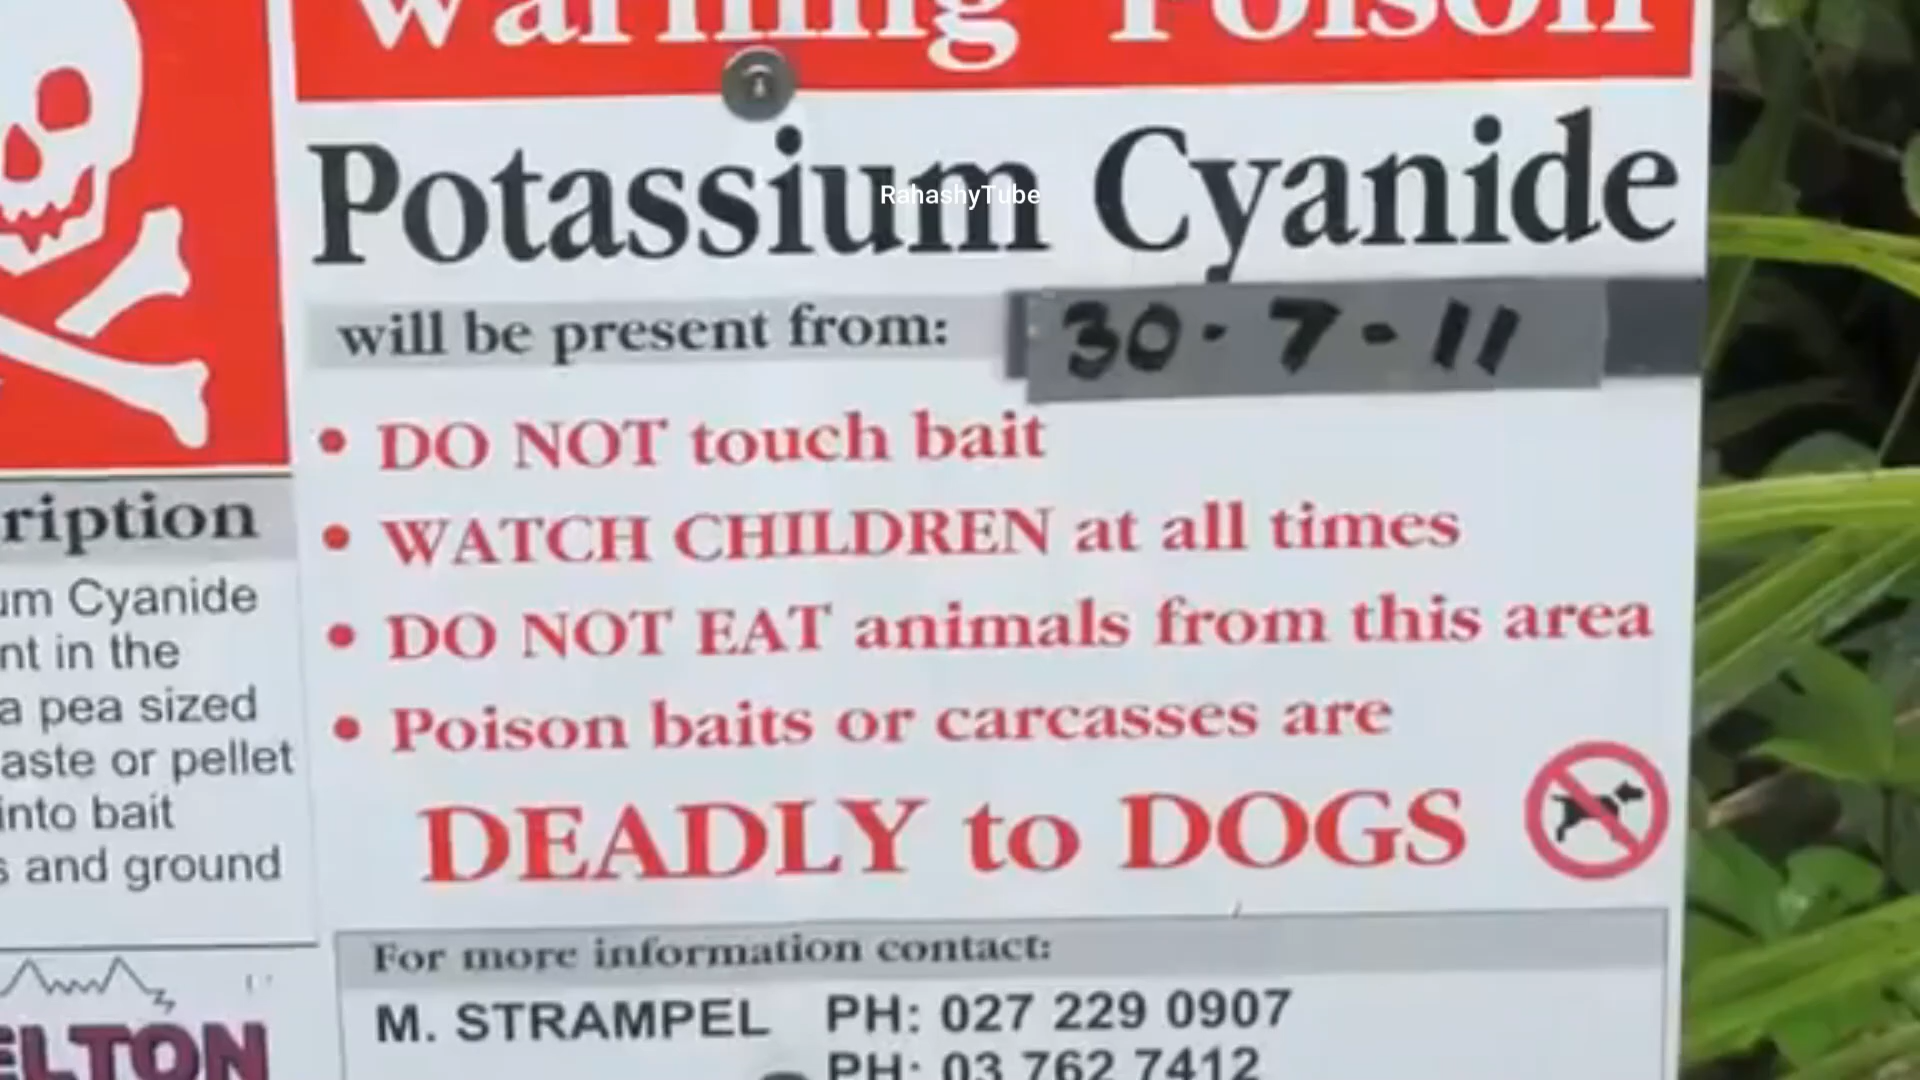 Warning Poison
Potassium Cyanide
RahashyTube
will be present from: 30-7-11
• DO NOT touch bait
• WATCH CHILDREN at all times
• DO NOT EAT animals from this area
• Poison baits or carcasses are
DEADLY to DOGS
ription
um Cyanide
nt in the
a pea sized
aste or pellet
into bait
s and ground
ELTON
For more information contact:
M. STRAMPEL PH: 027 229 0907
PH: 03 762 7412